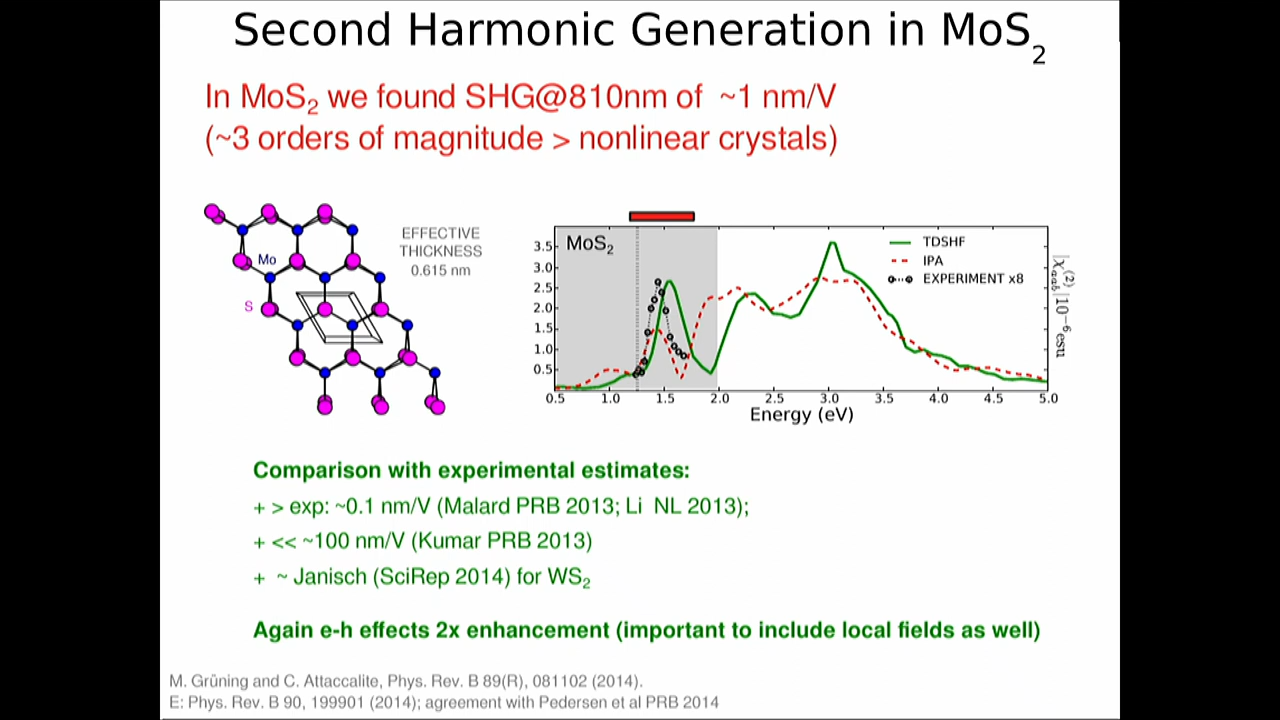 Second Harmonic Generation in MoS2
In MoS2 we found SHG@810nm of ~1 nm/V
(~3 orders of magnitude > nonlinear crystals)
Mo
S
EFFECTIVE
THICKNESS
0.615 nm
MoS2
TDSHF
IPA
EXPERIMENT x8
3.5
3.0
2.5
2.0
1.5
1.0
0.5
0.5 1.0 1.5 2.0 2.5 3.0 3.5 4.0 4.5 5.0
Energy (eV)
|χ(2)aab|10−6esu
Comparison with experimental estimates:
+ > exp: ~0.1 nm/V (Malard PRB 2013; Li NL 2013);
+ << ~100 nm/V (Kumar PRB 2013)
+ ~ Janisch (SciRep 2014) for WS2
Again e-h effects 2x enhancement (important to include local fields as well)
M. Grüning and C. Attaccalite, Phys. Rev. B 89(R), 081102 (2014).
E: Phys. Rev. B 90, 199901 (2014); agreement with Pedersen et al PRB 2014